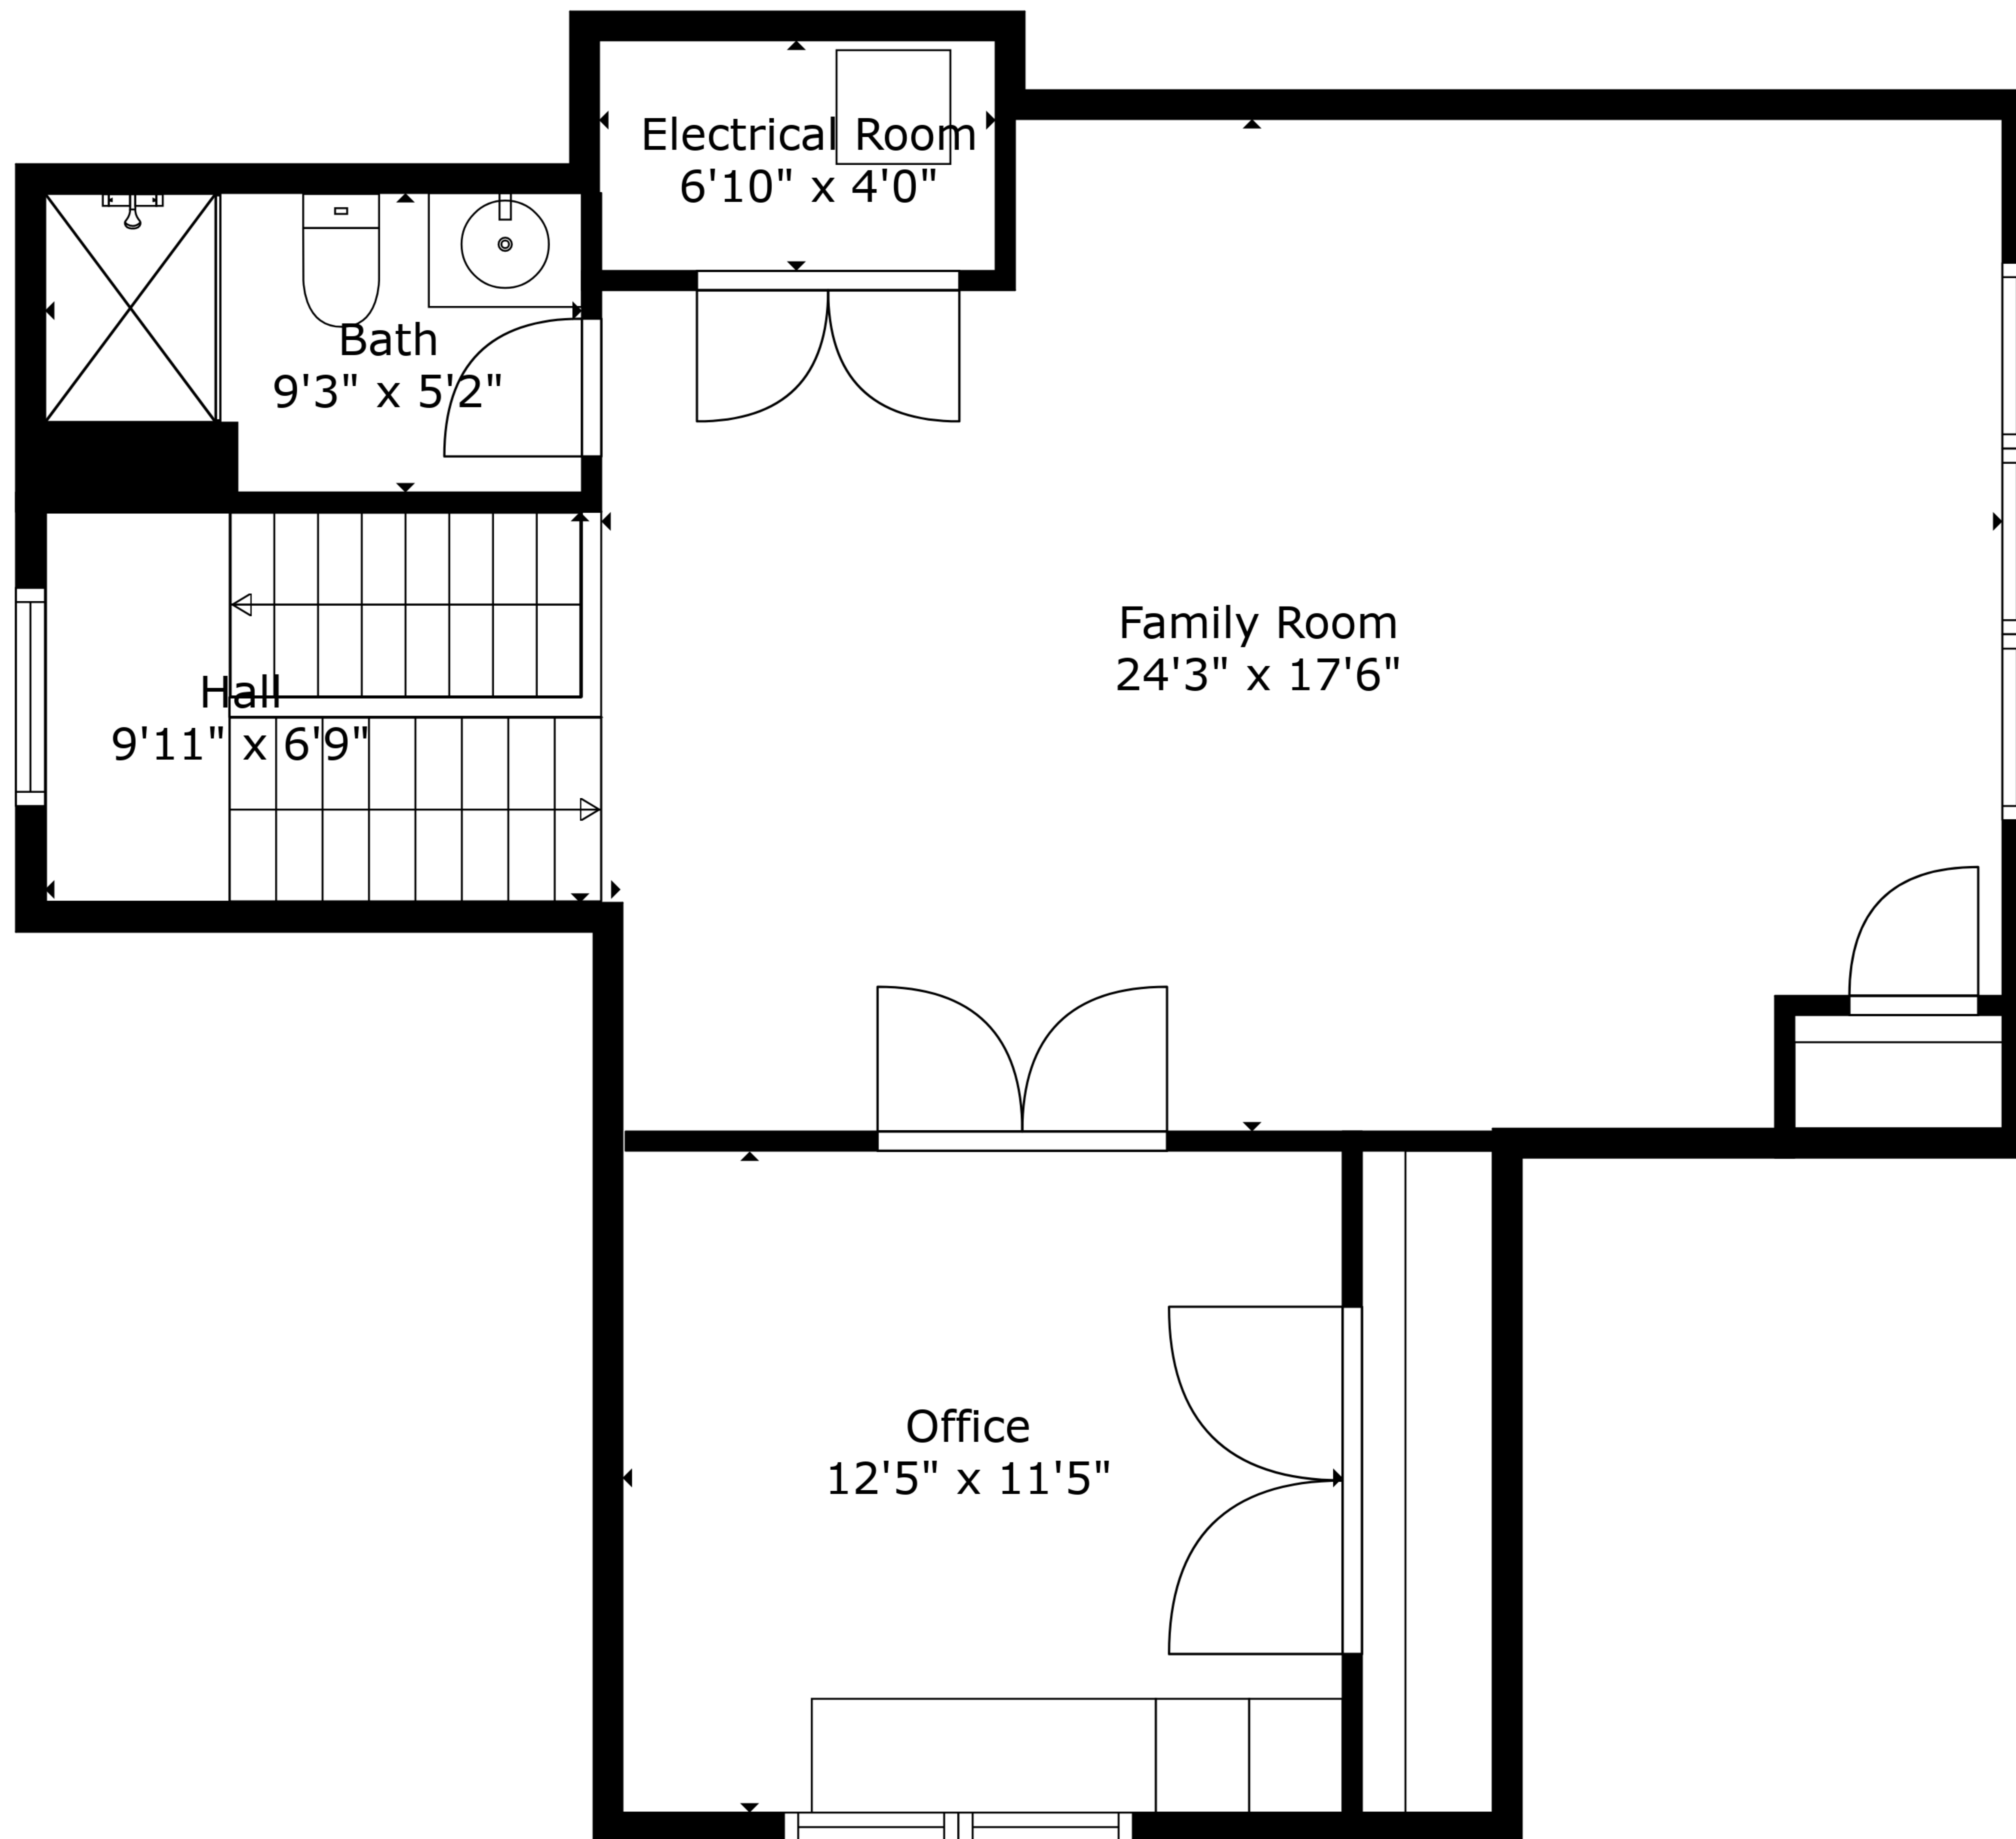 Electrical Room
6'10" x 4'0"
Bath
9'3" x 5'2"
Family Room
24'3" x 17'6"
Hall
9'11" x 6'9"
Office
12'5" x 11'5"